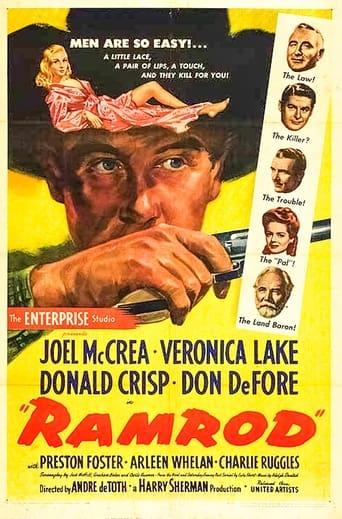 MEN ARE SO EASY!...
A LITTLE LACE,
A PAIR OF LIPS, A TOUCH,
AND THEY KILL FOR YOU!
The Law!
The Killer?
The Trouble!
The "Pal"!
The Land Baron!
The ENTERPRISE Studio
presents
JOEL McCREA · VERONICA LAKE
DONALD CRISP · DON DeFORE
in
"RAMROD"
with PRESTON FOSTER · ARLEEN WHELAN · CHARLIE RUGGLES
Directed by ANDRE deTOTH · a HARRY SHERMAN Production ·
Released thru
UNITED ARTISTS